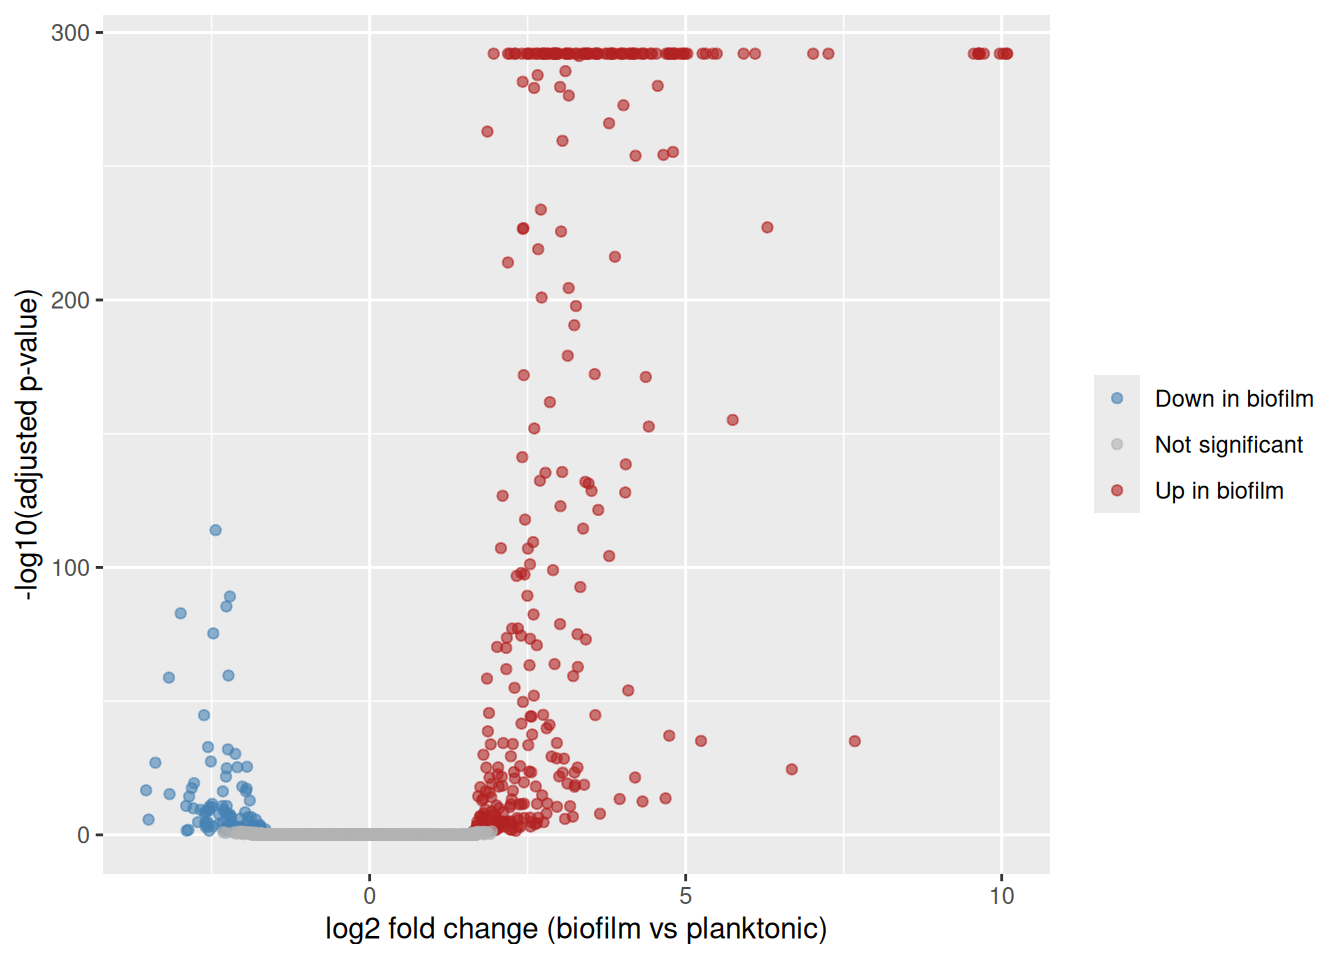 300
200
100
0
-log10(adjusted p-value)
0
5
10
log2 fold change (biofilm vs planktonic)
Down in biofilm
Not significant
Up in biofilm